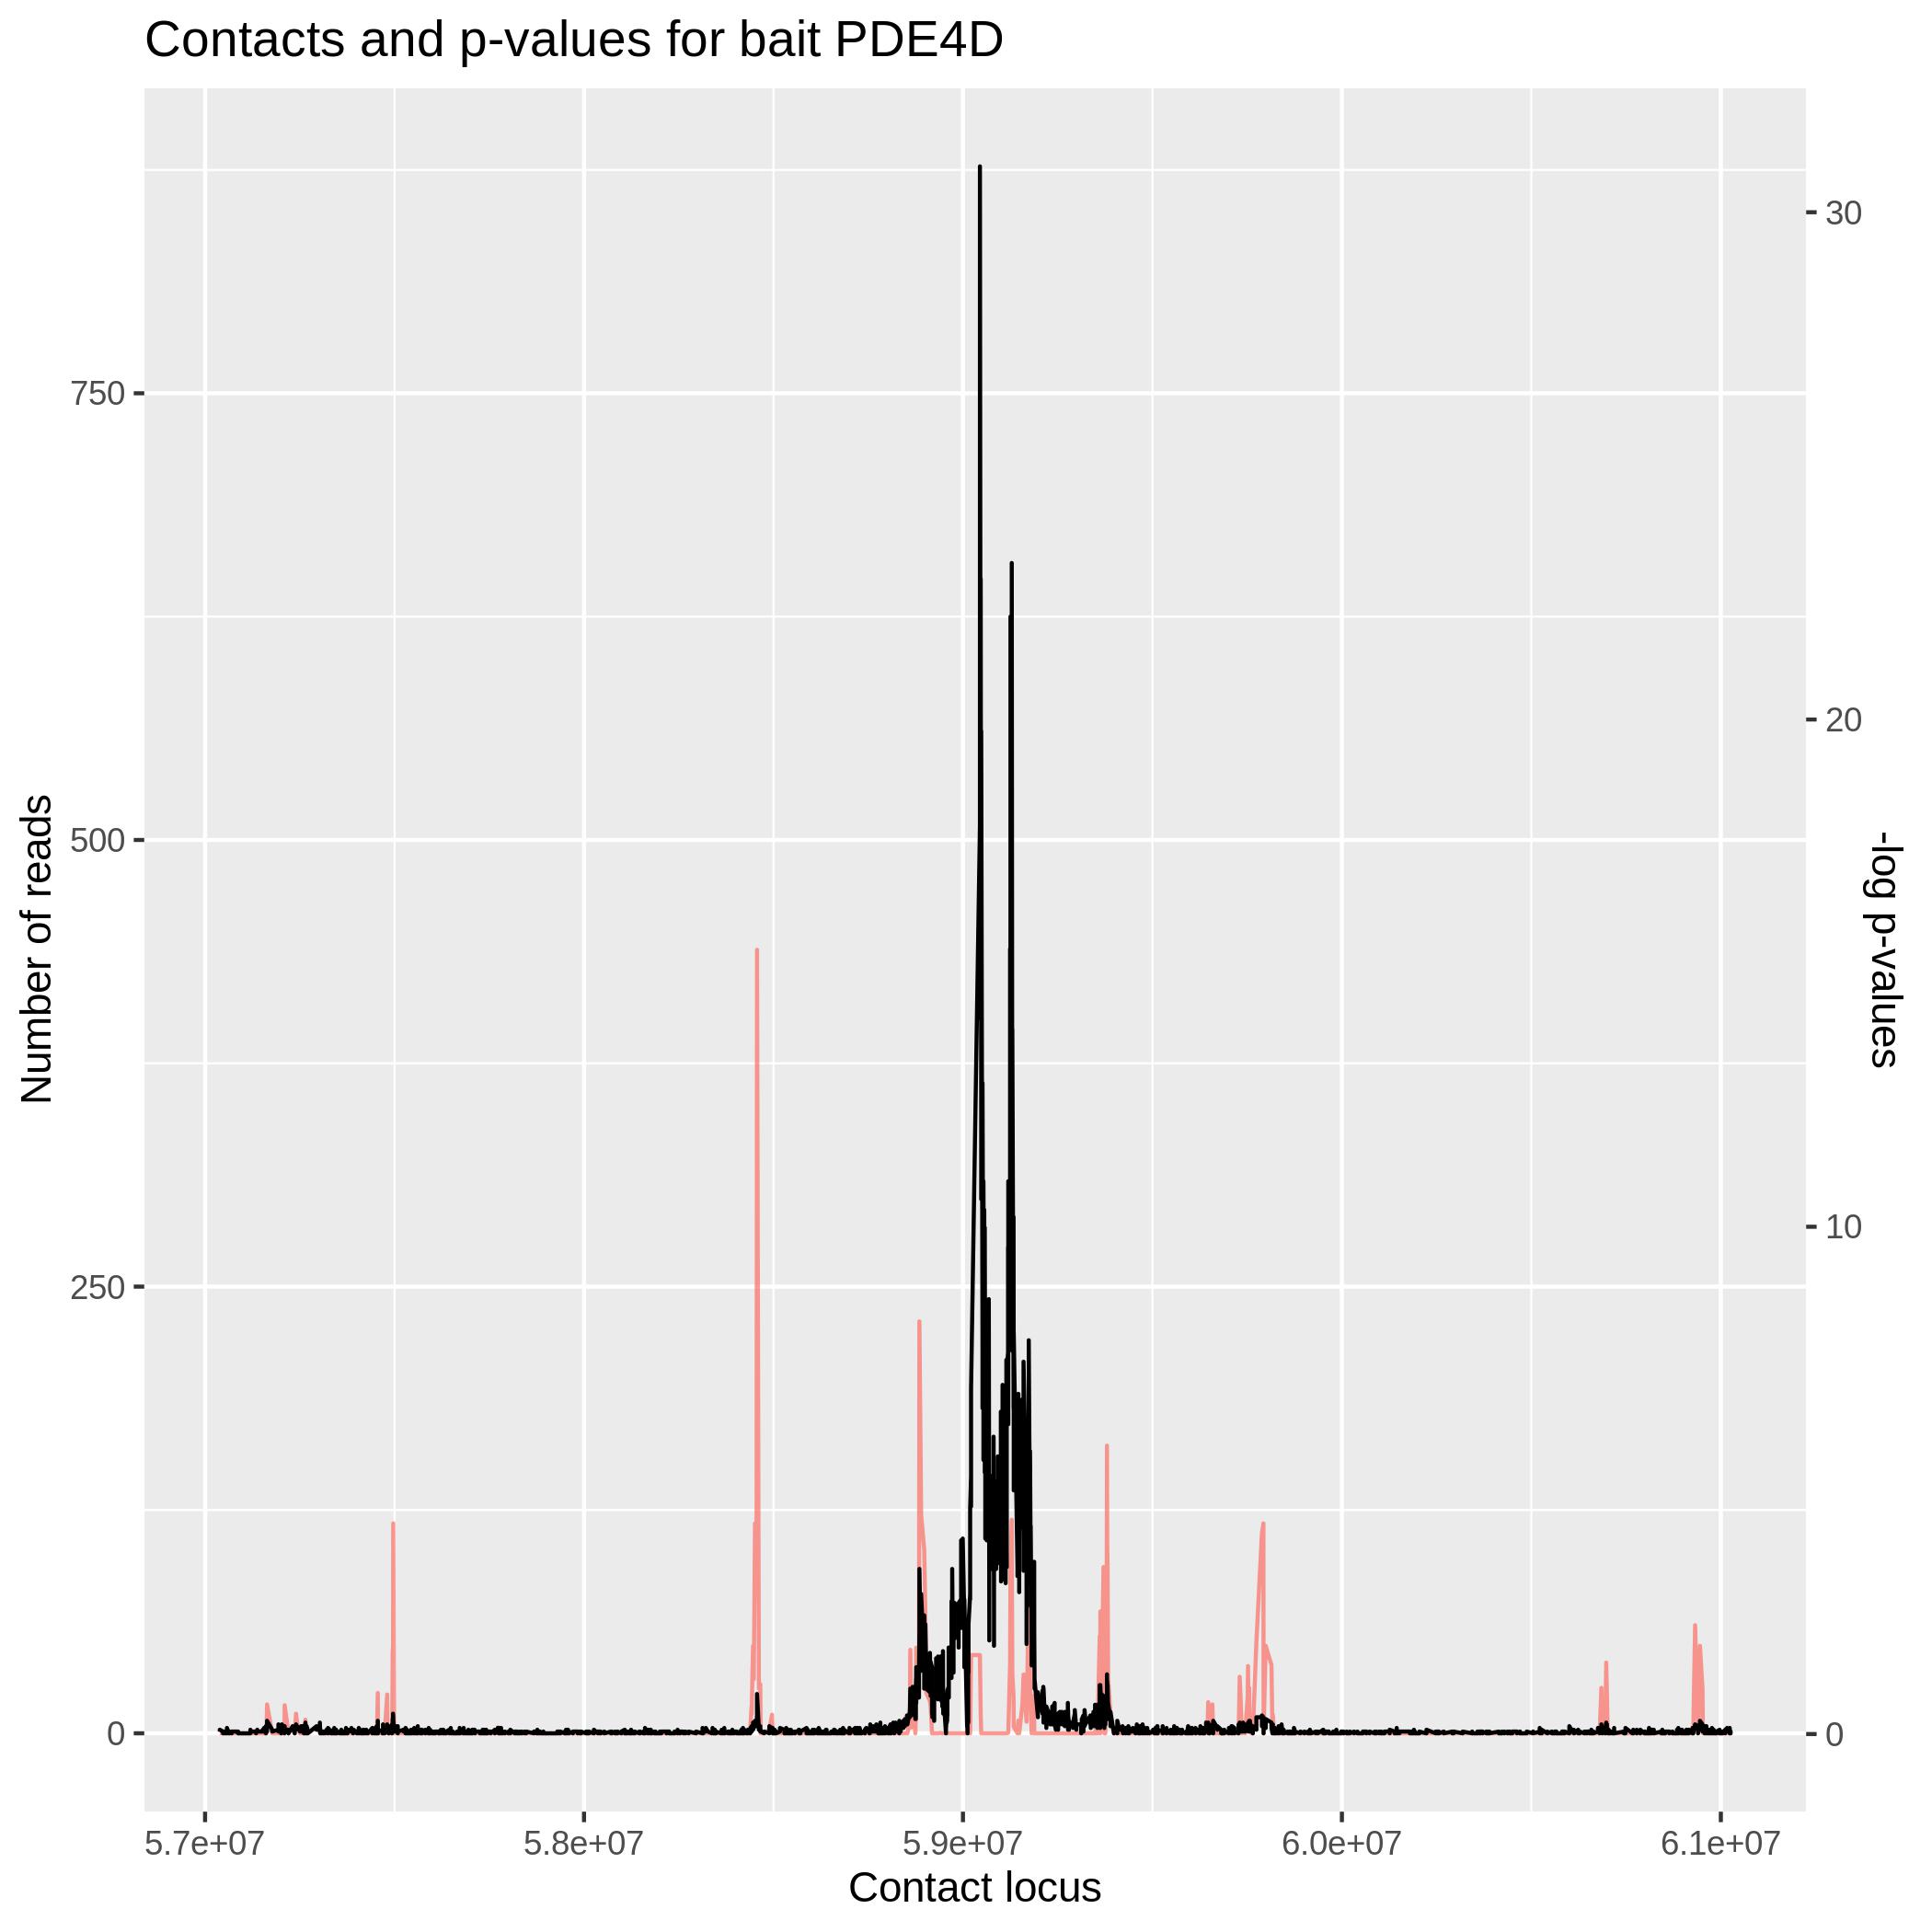 Contacts and p-values for bait PDE4D
Number of reads
750
500
250
0
30
20
10
0
-log p-values
5.7e+07 5.8e+07 5.9e+07 6.0e+07 6.1e+07
Contact locus